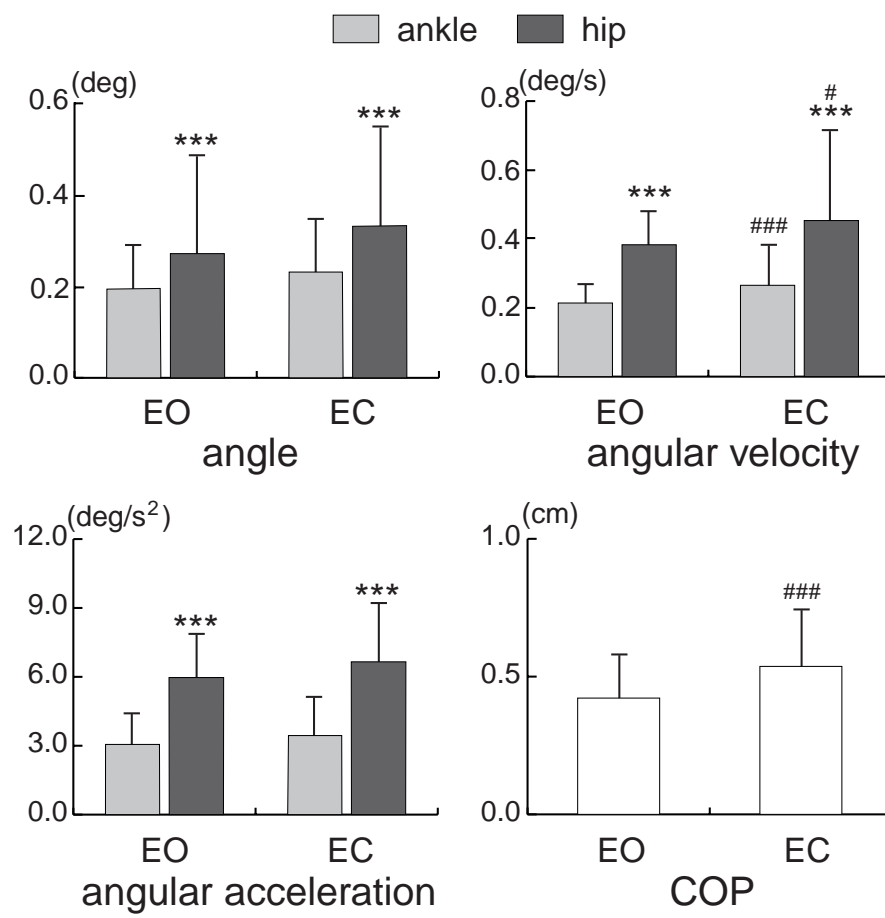 ankle hip
(deg)
0.6
0.4
0.2
0.0
***
***
EO EC
angle
(deg/s)
0.8
0.6
0.4
0.2
0.0
***
###
#
***
EO EC
angular velocity
(deg/s²)
12.0
9.0
6.0
3.0
0.0
***
***
EO EC
angular acceleration
(cm)
1.0
0.5
0.0
###
EO EC
COP